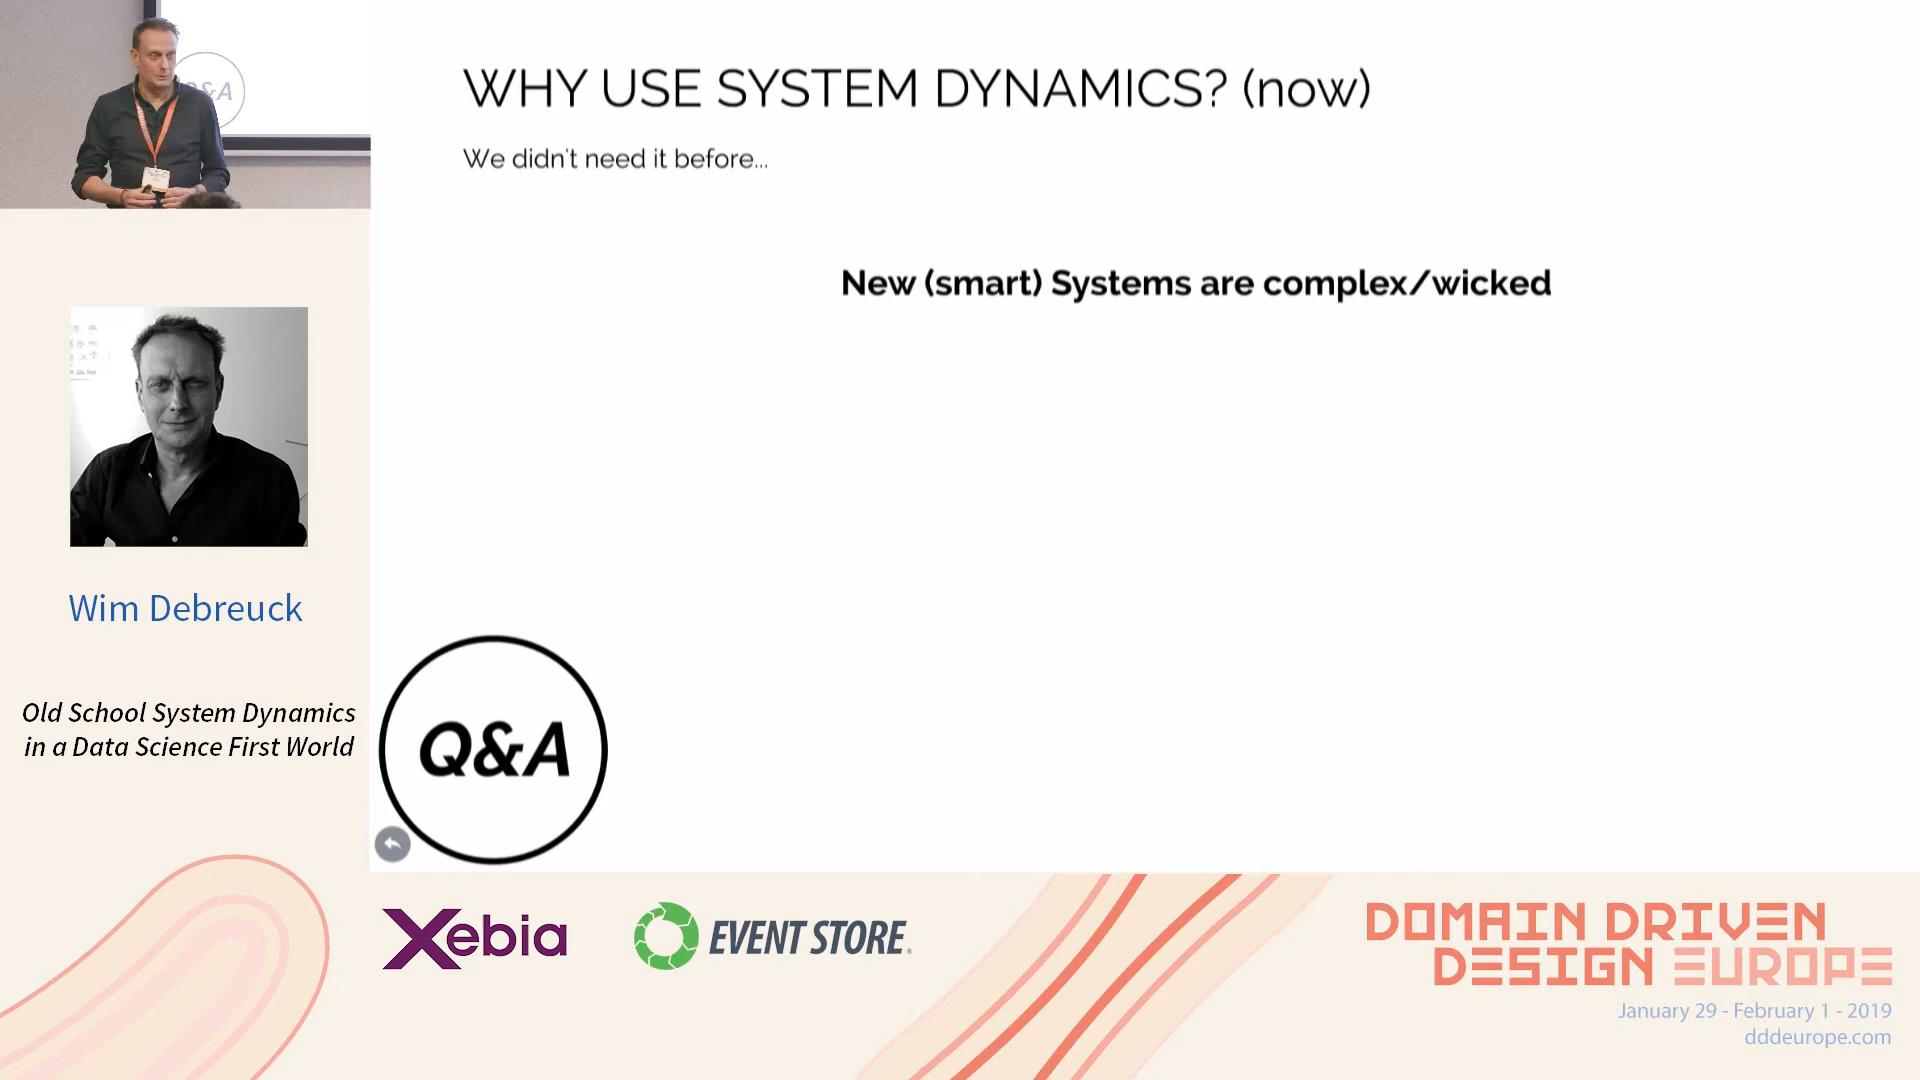 &A
WHY USE SYSTEM DYNAMICS? (now)
We didn't need it before...
New (smart) Systems are complex/wicked
Wim Debreuck
Old School System Dynamics
in a Data Science First World
Q&A
Xebia
EVENT STORE®
DOMAIN DRIVEN
DESIGN EUROPE
January 29 - February 1 - 2019
dddeurope.com